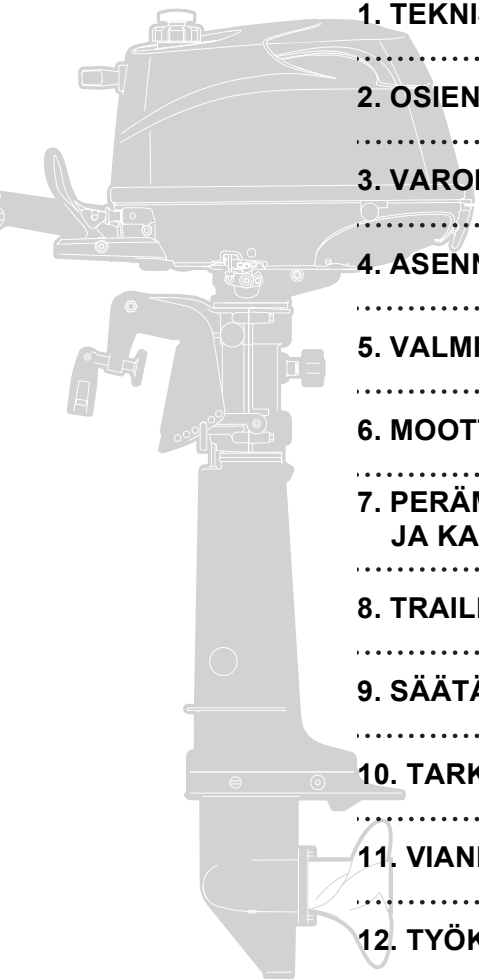 1. TEKNIS
2. OSIEN
3. VARO
4. ASENN
5. VALMI
6. MOOTT
7. PERÄM
JA KA
8. TRAIL
9. SÄÄTÄ
10. TARK
11. VIAN
12. TYÖK